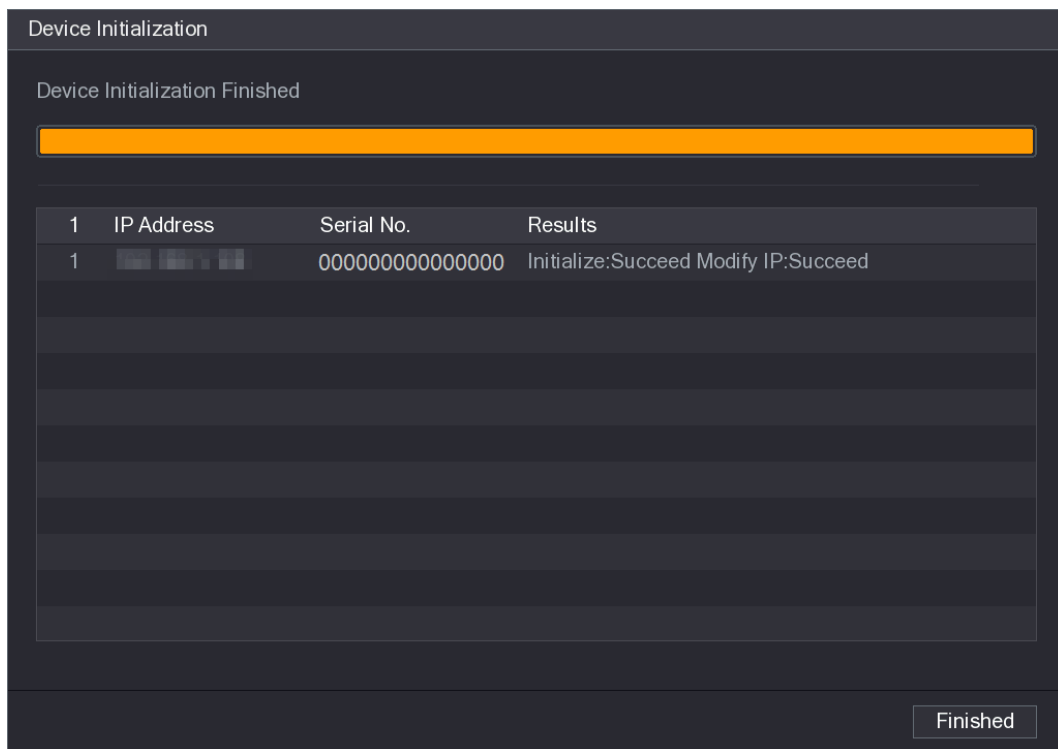 Device Initialization
Device Initialization Finished
1 IP Address Serial No. Results
1 000000000000000 Initialize:Succeed Modify IP:Succeed
Finished